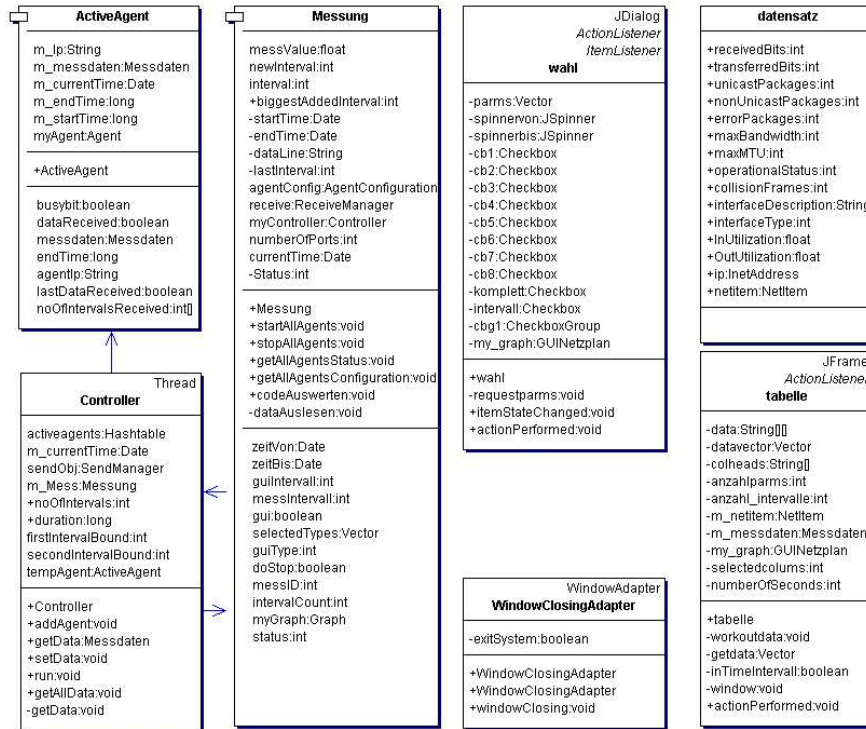 ActiveAgent
m_Ip:String
m_messdaten:Messdaten
m_currentTime:Date
m_endTime:long
m_startTime:long
myAgent:Agent
+ActiveAgent
busybit:boolean
dataReceived:boolean
messdaten:Messdaten
endTime:long
agentIp:String
lastDataReceived:boolean
noOfIntervalsReceived:int[]
Thread
Controller
activeagents:Hashtable
m_currentTime:Date
sendObj:SendManager
m_Mess:Messung
+noOfIntervals:int
+duration:long
firstIntervalBound:int
secondIntervalBound:int
tempAgent:ActiveAgent
+Controller
+addAgent:void
+getData:Messdaten
+setData:void
+run:void
+getAllData:void
-getData:void
Messung
messValue:float
newInterval:int
interval:int
+biggestAddedInterval:int
-startTime:Date
-endTime:Date
-dataLine:String
-lastInterval:int
agentConfig:AgentConfiguration
receive:ReceiveManager
myController:Controller
numberOfPorts:int
currentTime:Date
-Status:int
+Messung
+startAllAgents:void
+stopAllAgents:void
+getAllAgentsStatus:void
+getAllAgentsConfiguration:void
+codeAuswerten:void
-dataAuslesen:void
zeitVon:Date
zeitBis:Date
guiIntervall:int
messIntervall:int
gui:boolean
selectedTypes:Vector
guiType:int
doStop:boolean
messID:int
intervalCount:int
myGraph:Graph
status:int
JDialog
ActionListener
ItemListener
wahl
-parms:Vector
-spinnervon:JSpinner
-spinnerbis:JSpinner
-cb1:Checkbox
-cb2:Checkbox
-cb3:Checkbox
-cb4:Checkbox
-cb5:Checkbox
-cb6:Checkbox
-cb7:Checkbox
-cb8:Checkbox
-komplett:Checkbox
-intervall:Checkbox
-cbg1:CheckboxGroup
-my_graph:GUINetzplan
+wahl
-requestparms:void
+itemStateChanged:void
+actionPerformed:void
WindowAdapter
WindowClosingAdapter
-exitSystem:boolean
+WindowClosingAdapter
+WindowClosingAdapter
+windowClosing:void
datensatz
+receivedBits:int
+transferredBits:int
+unicastPackages:int
+nonUnicastPackages:int
+errorPackages:int
+maxBandwidth:int
+maxMTU:int
+operationalStatus:int
+collisionFrames:int
+interfaceDescription:String
+interfaceType:int
+InUtilization:float
+OutUtilization:float
+ip:InetAddress
+netitem:NetItem
JFrame
ActionListener
tabelle
-data:String[][]
-datavector:Vector
-colheads:String[]
-anzahlparms:int
-anzahl_intervalle:int
-m_netitem:NetItem
-m_messdaten:Messdaten
-my_graph:GUINetzplan
-selectedcolums:int
-numberOfSeconds:int
+tabelle
-workoutdata:void
-getdata:Vector
-inTimeIntervall:boolean
-window:void
+actionPerformed:void